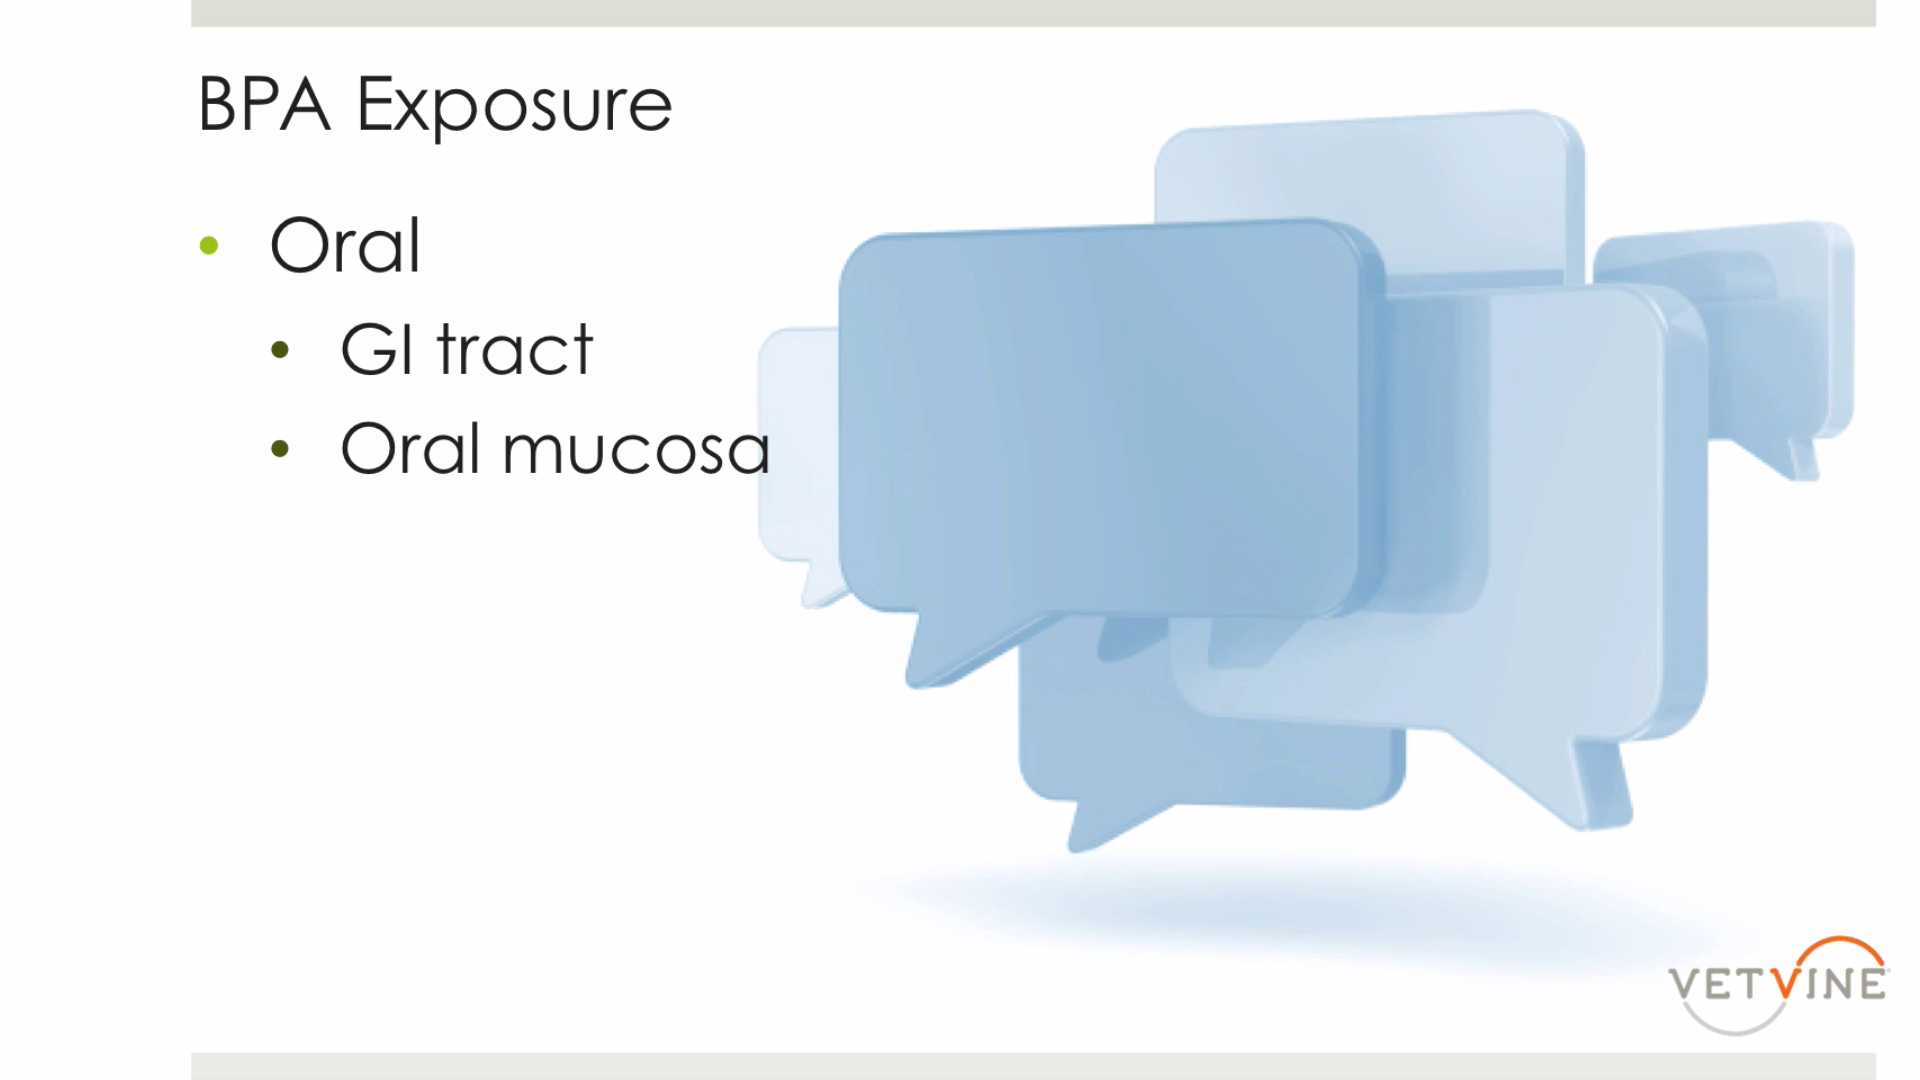 BPA Exposure
• Oral
• GI tract
• Oral mucosa
VETVINE